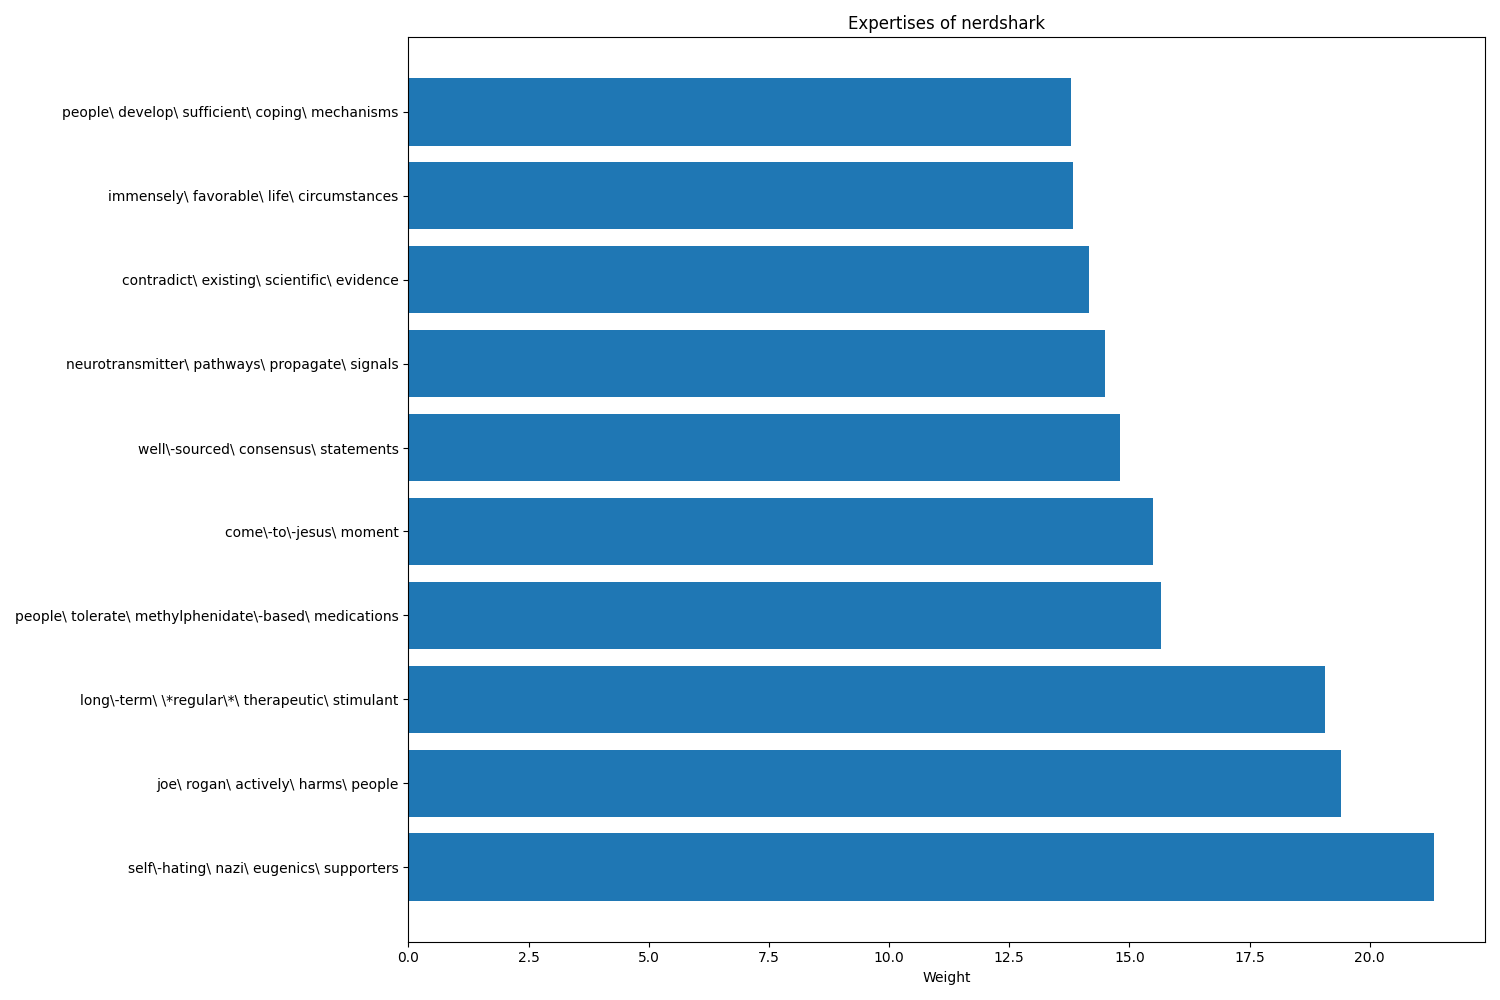 Expertises of nerdshark
people\ develop\ sufficient\ coping\ mechanisms
immensely\ favorable\ life\ circumstances
contradict\ existing\ scientific\ evidence
neurotransmitter\ pathways\ propagate\ signals
well\-sourced\ consensus\ statements
come\-to\-jesus\ moment
people\ tolerate\ methylphenidate\-based\ medications
long\-term\ \*regular\*\ therapeutic\ stimulant
joe\ rogan\ actively\ harms\ people
self\-hating\ nazi\ eugenics\ supporters
0.0 2.5 5.0 7.5 10.0 12.5 15.0 17.5 20.0
Weight